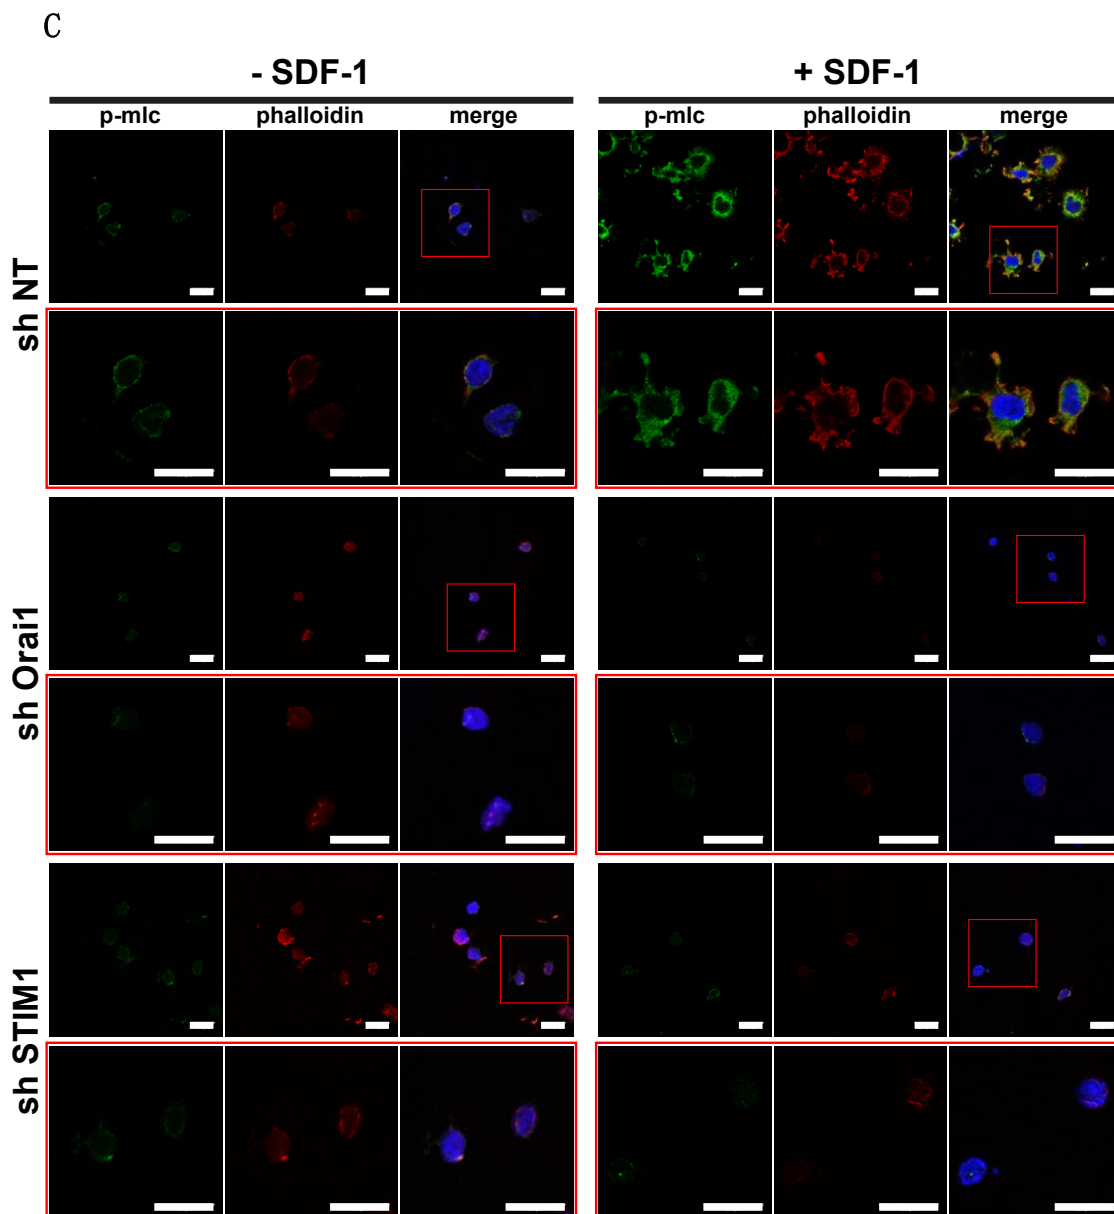 C
- SDF-1
+ SDF-1
p-mlc
phalloidin
merge
p-mlc
phalloidin
merge
sh NT
sh Orai1
sh STIM1